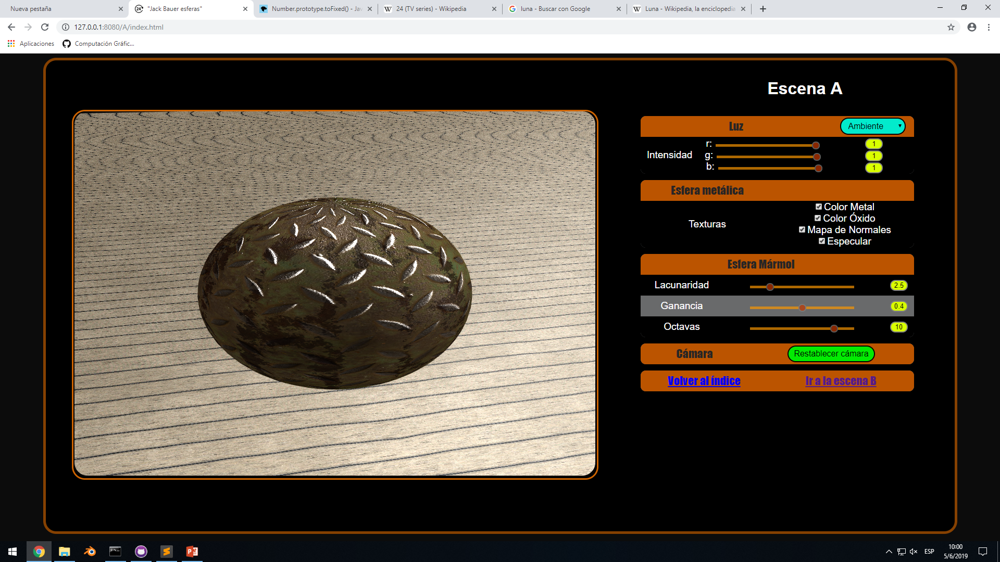 Nueva pestaña
"Jack Bauer esferas"
Number.prototype.toFixed() - Jav
24 (TV series) - Wikipedia
luna - Buscar con Google
Luna - Wikipedia, la enciclopedia
127.0.0.1:8080/A/index.html
Aplicaciones
Computación Gráfic...
Escena A
Luz
Ambiente
Intensidad
r:
1
g:
1
b:
1
Esfera metálica
Texturas
Color Metal
Color Óxido
Mapa de Normales
Especular
Esfera Mármol
Lacunaridad
2.5
Ganancia
0.4
Octavas
10
Cámara
Restablecer cámara
Volver al índice
Ir a la escena B
ESP
10:00
5/6/2019